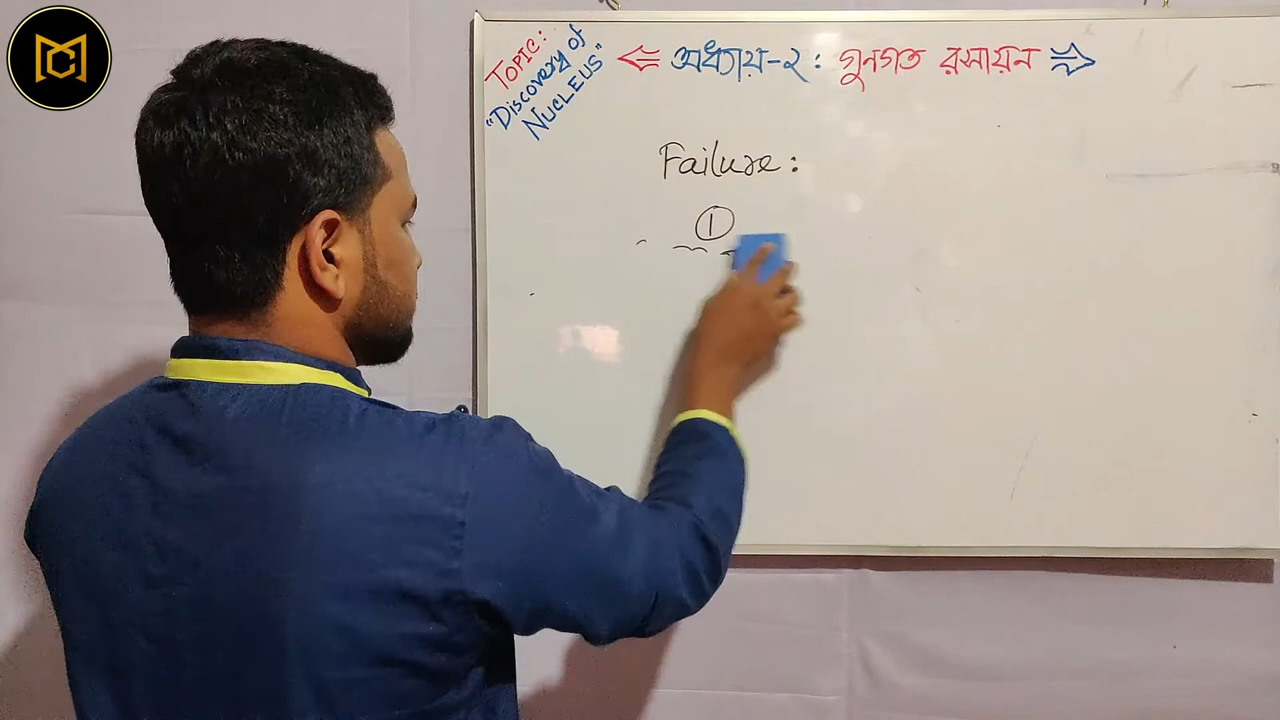 TOPIC:
"Discovery of
NUCLEUS"
⇐ অধ্যায়-২: গুনগত রসায়ন ⇒
Failure:
①